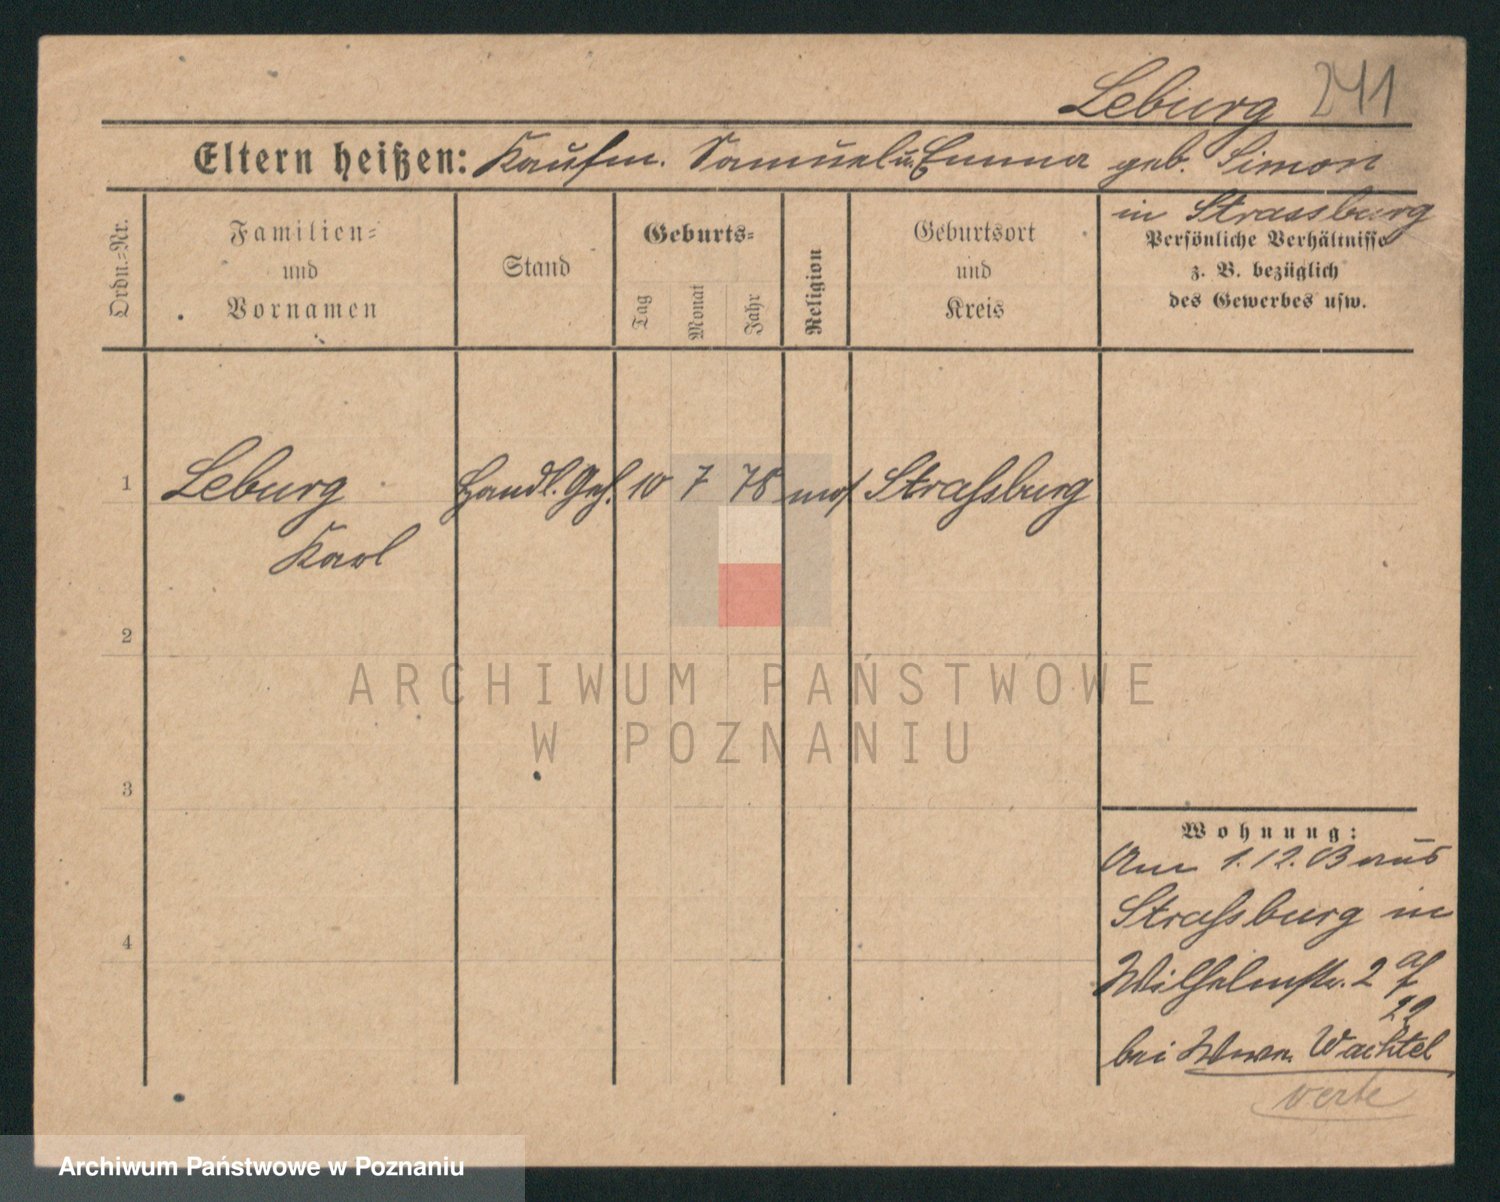 Leburg 241
Eltern heißen: Kaufm. Samuel u. Emma geb. Simon
in Strassburg
Ordn.-Nr.
Familien-
und
Vornamen
Stand
Geburts-
Tag
Monat
Jahr
Religion
Geburtsort
und
Kreis
Persönliche Verhältnisse
z. B. bezüglich
des Gewerbes usw.
1 Leburg Handl. Geh. 10 7 78 mos Straßburg
Karl
2
3
4
Wohnung:
Am 1.12.03 aus
Straßburg in
Wilhelmstr. 2
22
bei Wwe. Wachtel
verte
ARCHIWUM PAŃSTWOWE
W POZNANIU
Archiwum Państwowe w Poznaniu